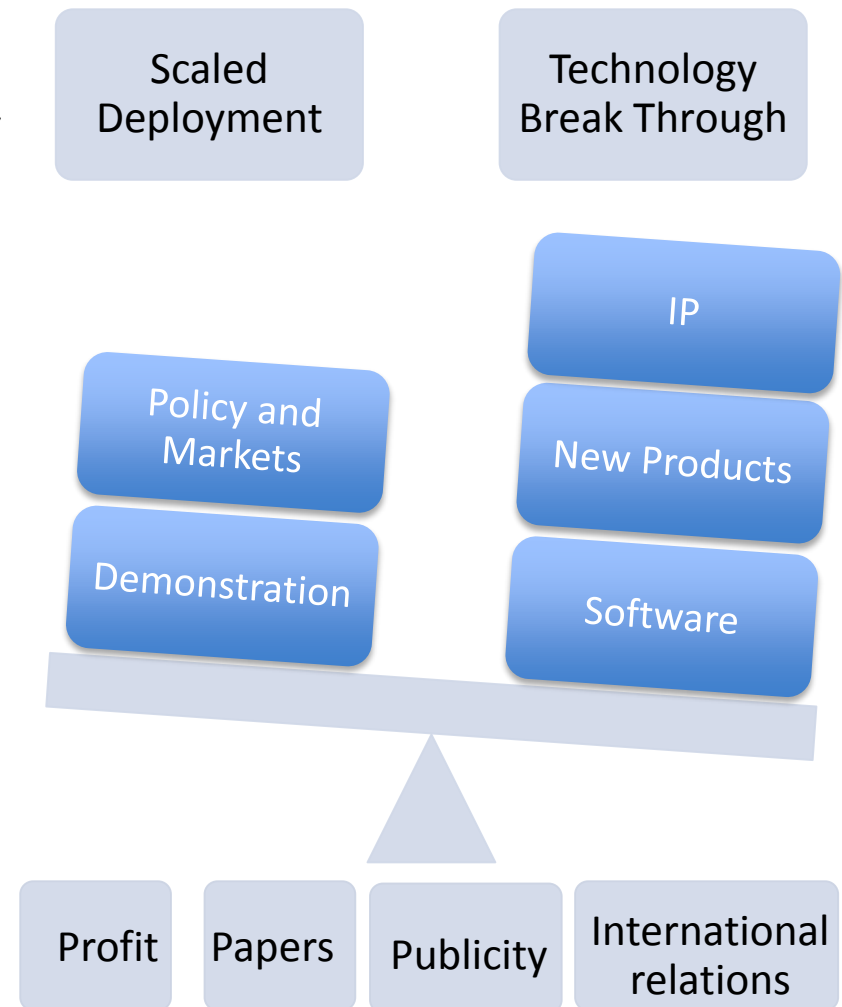 Scaled
Deployment
Technology
Break Through
IP
Policy and
Markets
New Products
Demonstration
Software
Profit
Papers
Publicity
International
relations